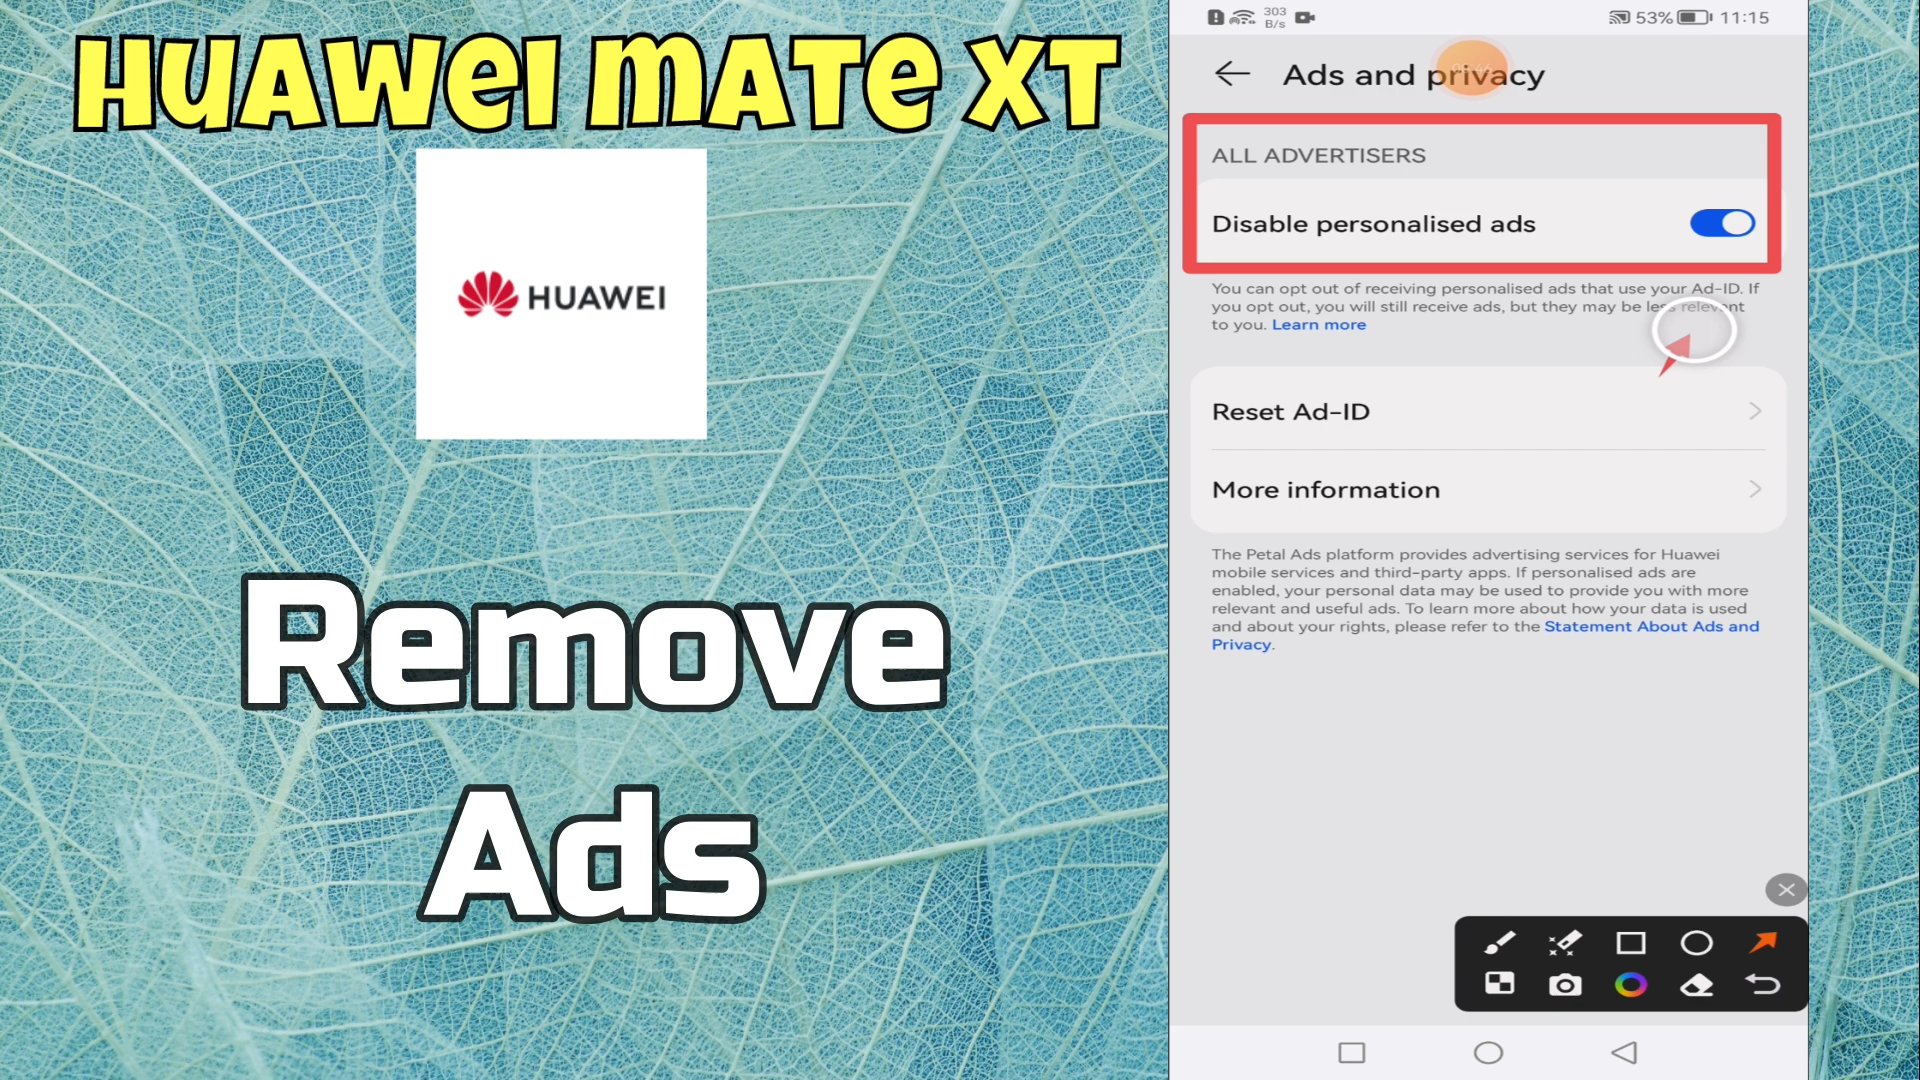 HUAWEI MATE XT
HUAWEI
Remove
Ads
303
B/s
53%
11:15
Ads and privacy
ALL ADVERTISERS
Disable personalised ads
You can opt out of receiving personalised ads that use your Ad-ID. If
you opt out, you will still receive ads, but they may be less relevant
to you. Learn more
Reset Ad-ID
More information
The Petal Ads platform provides advertising services for Huawei
mobile services and third-party apps. If personalised ads are
enabled, your personal data may be used to provide you with more
relevant and useful ads. To learn more about how your data is used
and about your rights, please refer to the Statement About Ads and
Privacy.